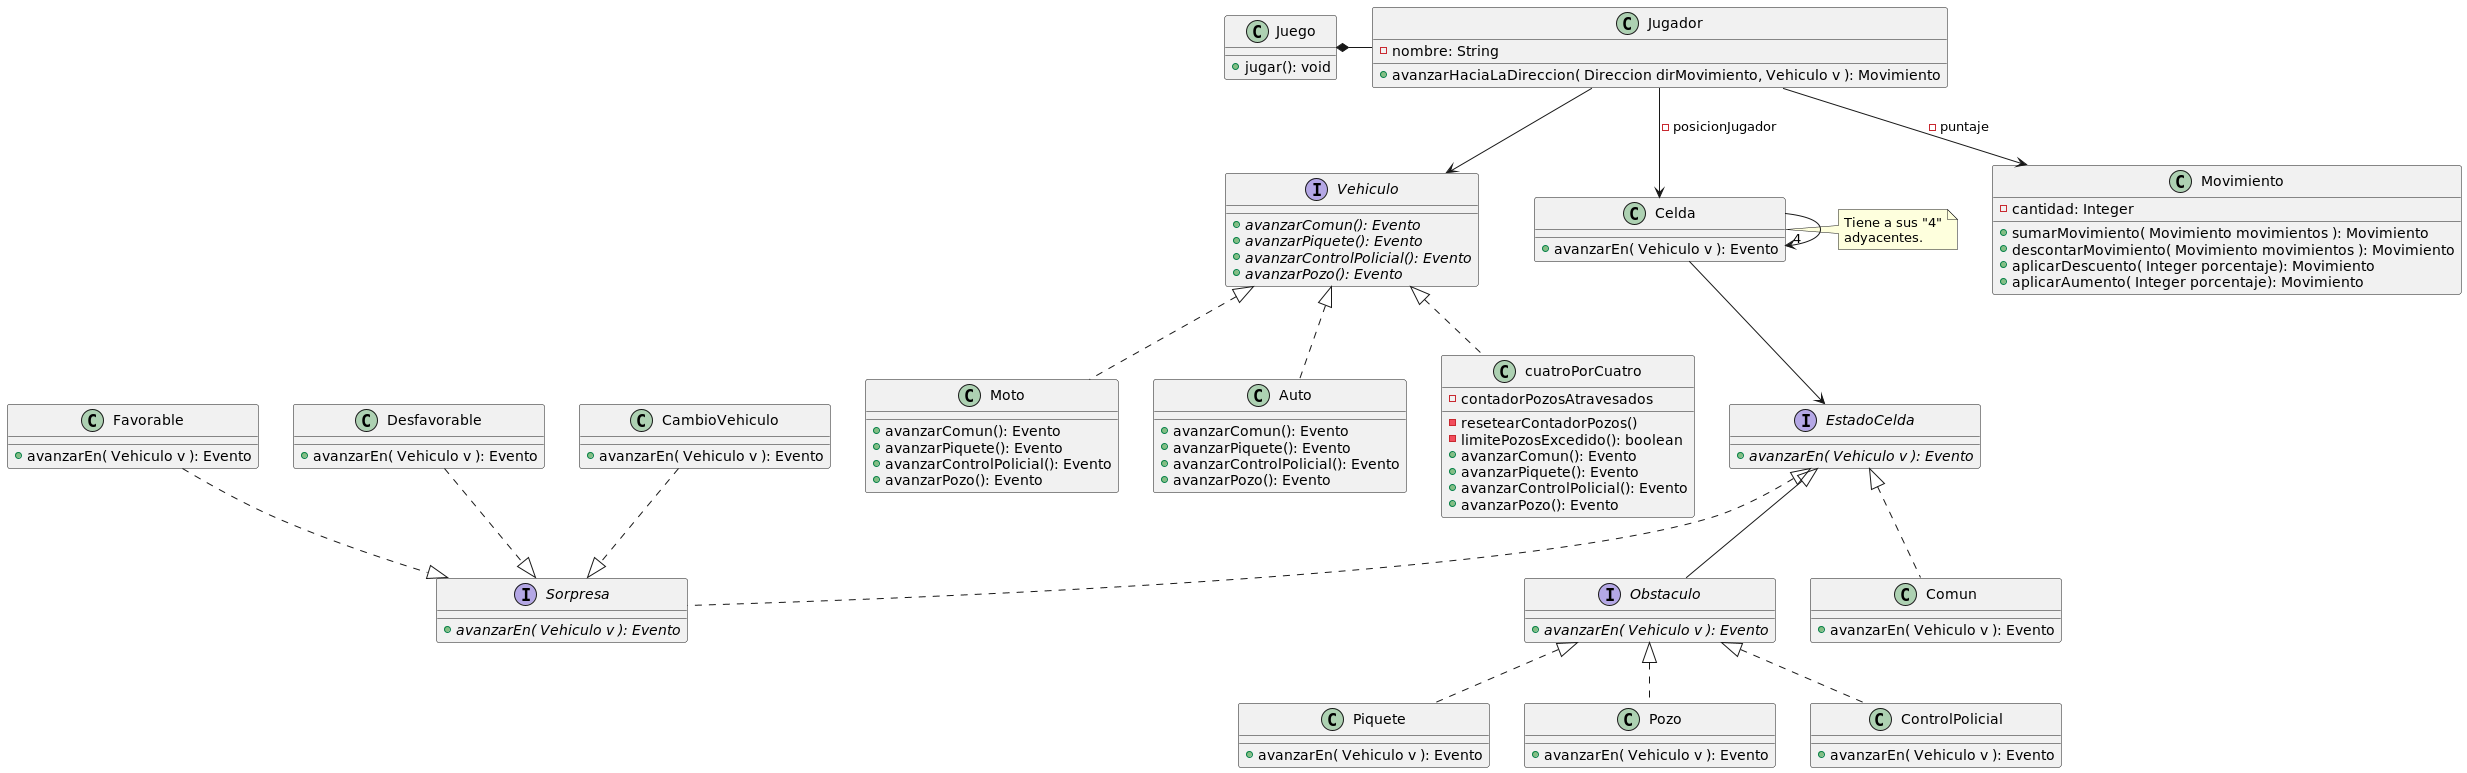 Juego
jugar(): void
Jugador
nombre: String
avanzarHaciaLaDireccion( Direccion dirMovimiento, Vehiculo v ): Movimiento
posicionJugador
puntaje
Vehiculo
avanzarComun(): Evento
avanzarPiquete(): Evento
avanzarControlPolicial(): Evento
avanzarPozo(): Evento
Celda
avanzarEn( Vehiculo v ): Evento
4
Tiene a sus "4"
adyacentes.
Movimiento
cantidad: Integer
sumarMovimiento( Movimiento movimientos ): Movimiento
descontarMovimiento( Movimiento movimientos ): Movimiento
aplicarDescuento( Integer porcentaje): Movimiento
aplicarAumento( Integer porcentaje): Movimiento
Favorable
avanzarEn( Vehiculo v ): Evento
Desfavorable
avanzarEn( Vehiculo v ): Evento
CambioVehiculo
avanzarEn( Vehiculo v ): Evento
Moto
avanzarComun(): Evento
avanzarPiquete(): Evento
avanzarControlPolicial(): Evento
avanzarPozo(): Evento
Auto
avanzarComun(): Evento
avanzarPiquete(): Evento
avanzarControlPolicial(): Evento
avanzarPozo(): Evento
cuatroPorCuatro
contadorPozosAtravesados
resetearContadorPozos()
limitePozosExcedido(): boolean
avanzarComun(): Evento
avanzarPiquete(): Evento
avanzarControlPolicial(): Evento
avanzarPozo(): Evento
EstadoCelda
avanzarEn( Vehiculo v ): Evento
Sorpresa
avanzarEn( Vehiculo v ): Evento
Obstaculo
avanzarEn( Vehiculo v ): Evento
Comun
avanzarEn( Vehiculo v ): Evento
Piquete
avanzarEn( Vehiculo v ): Evento
Pozo
avanzarEn( Vehiculo v ): Evento
ControlPolicial
avanzarEn( Vehiculo v ): Evento